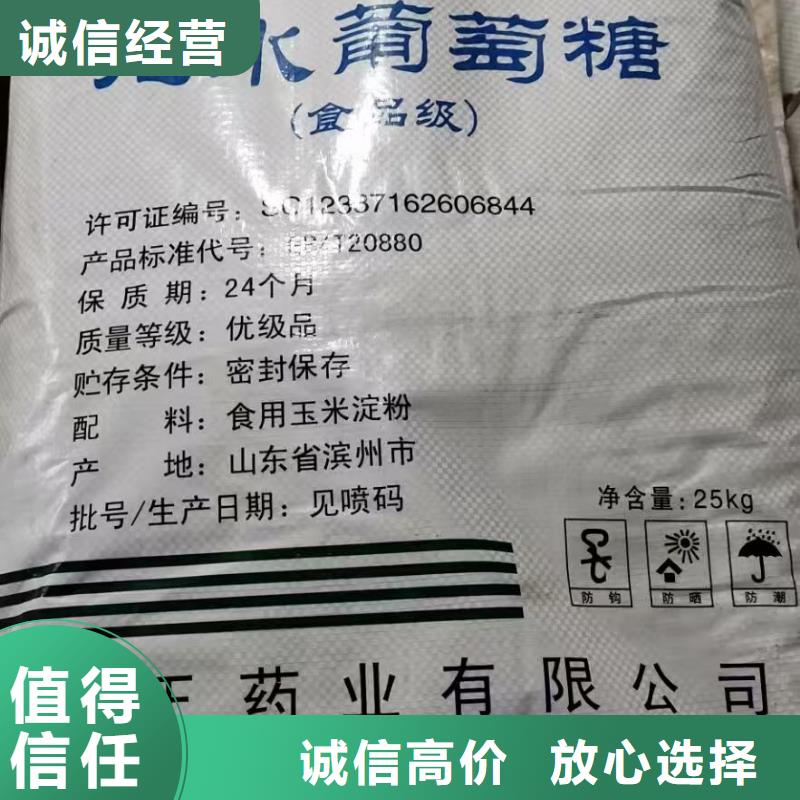 诚信经营
水葡萄糖
(食品级)
许可证编号: SC12337162606844
产品标准代号: GB/T20880
保 质 期: 24个月
质量等级: 优级品
贮存条件: 密封保存
配 料: 食用玉米淀粉
产 地: 山东省滨州市
批号/生产日期: 见喷码
净含量: 25kg
防钩
防晒
防潮
药业有限公司
值得
信任
诚信高价 放心选择